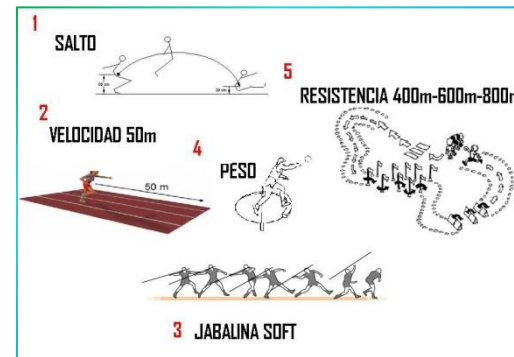 1
SALTO
5
RESISTENCIA 400m-600m-800m
2
VELOCIDAD 50m
4
50 m
PESO
3 JABALINA SOFT